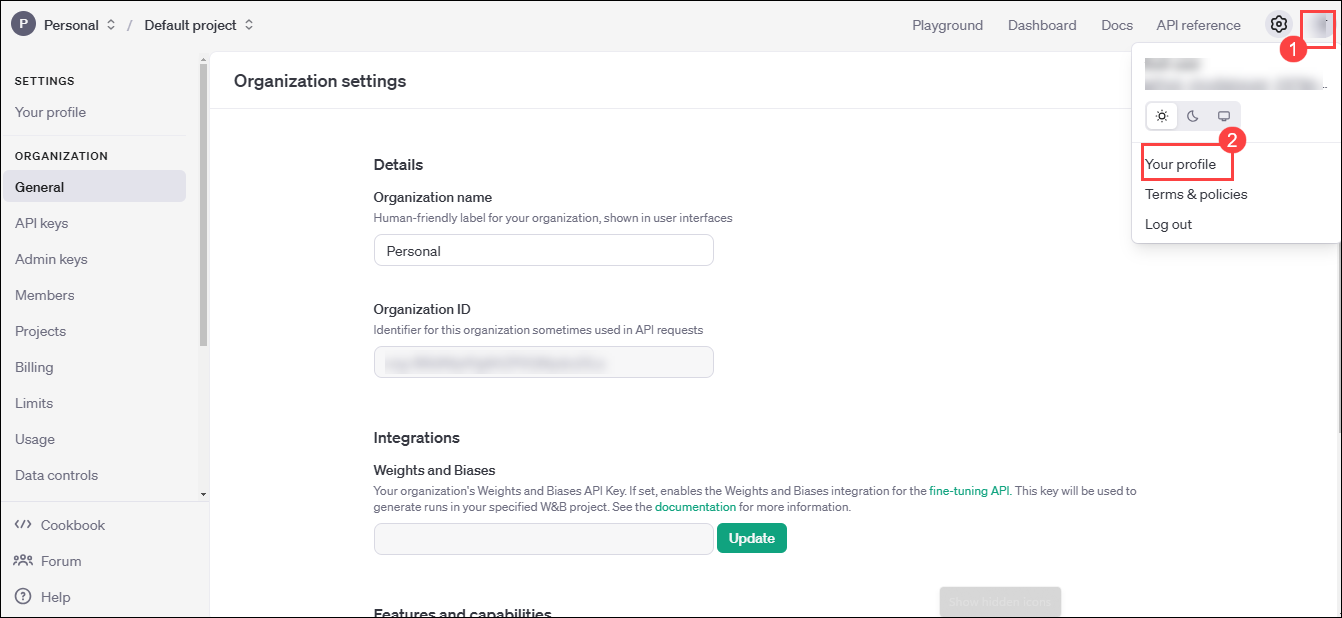 P Personal / Default project
Playground Dashboard Docs API reference
1
SETTINGS
Your profile
ORGANIZATION
General
API keys
Admin keys
Members
Projects
Billing
Limits
Usage
Data controls
Cookbook
Forum
Help
Organization settings
Details
Organization name
Human-friendly label for your organization, shown in user interfaces
Personal
Organization ID
Identifier for this organization sometimes used in API requests
Integrations
Weights and Biases
Your organization's Weights and Biases API Key. If set, enables the Weights and Biases integration for the fine-tuning API. This key will be used to
generate runs in your specified W&B project. See the documentation for more information.
Update
Features and capabilities
Show hidden icons
2
Your profile
Terms & policies
Log out